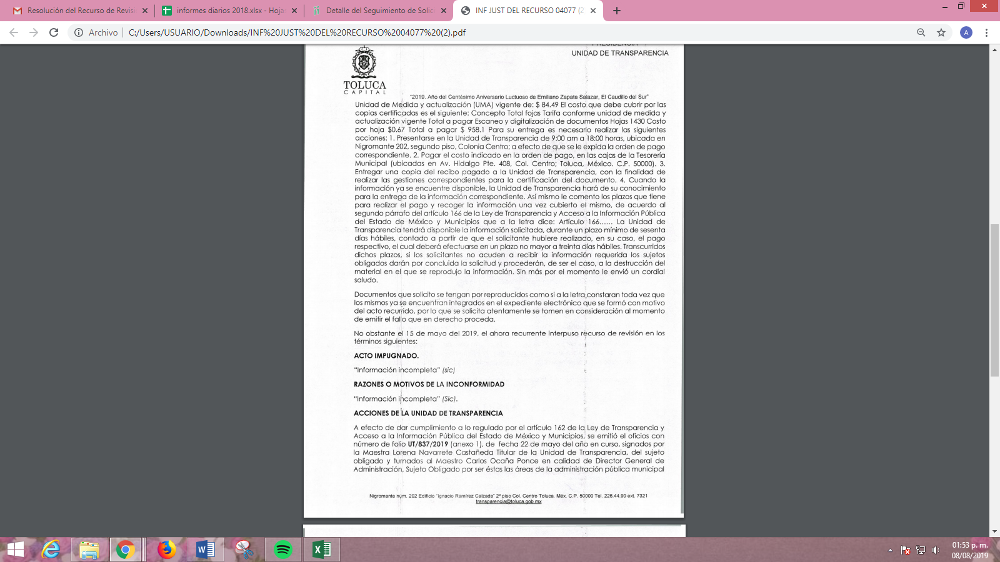 Resolución del Recurso de Revisi
informes diarios 2018.xlsx - Hoja
Detalle del Seguimiento de Solic
INF JUST DEL RECURSO 04077 (2
Archivo
C:/Users/USUARIO/Downloads/INF%20JUST%20DEL%20RECURSO%2004077%20(2).pdf
A
PRESIDENCIA
UNIDAD DE TRANSPARENCIA
TOLUCA
CAPITAL
“2019. Año del Centésimo Aniversario Luctuoso de Emiliano Zapata Salazar, El Caudillo del Sur”
Unidad de Medida y actualización (UMA) vigente de: $ 84.49 El costo que debe cubrir por las
copias certificadas es el siguiente: Concepto Total fojas Tarifa conforme unidad de medida y
actualización vigente Total a pagar Escaneo y digitalización de documentos Hojas 1430 Costo
por hoja $0.67 Total a pagar $ 958.1 Para su entrega es necesario realizar las siguientes
acciones: 1. Presentarse en la Unidad de Transparencia de 9:00 am a 18:00 horas, ubicada en
Nigromante 202, segundo piso, Colonia Centro; a efecto de que se le expida la orden de pago
correspondiente. 2. Pagar el costo indicado en la orden de pago, en las cajas de la Tesorería
Municipal (ubicadas en Av. Hidalgo Pte. 408, Col. Centro; Toluca, México. C.P. 50000). 3.
Entregar una copia del recibo pagado a la Unidad de Transparencia, con la finalidad de
realizar las gestiones correspondientes para la certificación del documento. 4. Cuando la
información ya se encuentre disponible, la Unidad de Transparencia hará de su conocimiento
para la entrega de la información correspondiente. Así mismo le comento los plazos que tiene
para realizar el pago y recoger la información una vez cubierto el mismo, de acuerdo al
segundo párrafo del artículo 166 de la Ley de Transparencia y Acceso a la Información Pública
del Estado de México y Municipios que a la letra dice: Artículo 166…... La Unidad de
Transparencia tendrá disponible la información solicitada, durante un plazo mínimo de sesenta
días hábiles, contado a partir de que el solicitante hubiere realizado, en su caso, el pago
respectivo, el cual deberá efectuarse en un plazo no mayor a treinta días hábiles. Transcurridos
dichos plazos, si los solicitantes no acuden a recibir la información requerida los sujetos
obligados darán por concluida la solicitud y procederán, de ser el caso, a la destrucción del
material en el que se reprodujo la información. Sin más por el momento le envió un cordial
saludo.
Documentos que solicito se tengan por reproducidos como si a la letra constaran toda vez que
los mismos ya se encuentran integrados en el expediente electrónico que se formó con motivo
del acto recurrido, por lo que se solicita atentamente se tomen en consideración al momento
de emitir el fallo que en derecho proceda.
No obstante el 15 de mayo del 2019, el ahora recurrente interpuso recurso de revisión en los
términos siguientes:
ACTO IMPUGNADO.
“Información incompleta” (sic)
RAZONES O MOTIVOS DE LA INCONFORMIDAD
“Información incompleta” (Sic).
ACCIONES DE LA UNIDAD DE TRANSPARENCIA
A efecto de dar cumplimiento a lo regulado por el artículo 162 de la Ley de Transparencia y
Acceso a la Información Pública del Estado de México y Municipios, se emitió el oficios con
número de folio UT/837/2019 (anexo 1), de fecha 22 de mayo del año en curso, signados por
la Maestra Lorena Navarrete Castañeda Titular de la Unidad de Transparencia, del sujeto
obligado y turnados al Maestro Carlos Ocaña Ponce en calidad de Director General de
Administración, Sujeto Obligado por ser éstas las áreas de la administración pública municipal
Nigromante núm. 202 Edificio “Ignacio Ramírez Calzada” 2º piso Col. Centro Toluca. Méx. C.P. 50000 Tel. 226.44.90 ext. 7321
transparencia@toluca.gob.mx
01:53 p. m.
08/08/2019